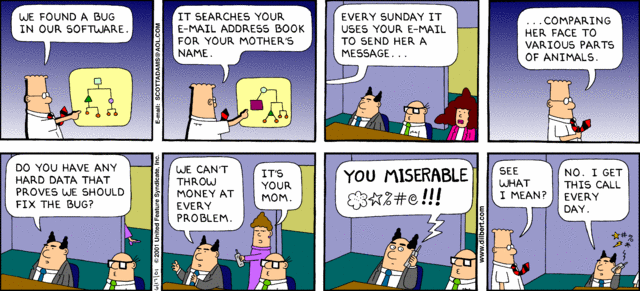 WE FOUND A BUG
IN OUR SOFTWARE.
E-mail: SCOTTADAMS@AOL.COM
IT SEARCHES YOUR
E-MAIL ADDRESS BOOK
FOR YOUR MOTHER'S
NAME.
EVERY SUNDAY IT
USES YOUR E-MAIL
TO SEND HER A
MESSAGE...
...COMPARING
HER FACE TO
VARIOUS PARTS
OF ANIMALS.
DO YOU HAVE ANY
HARD DATA THAT
PROVES WE SHOULD
FIX THE BUG?
© 2001 United Feature Syndicate, Inc.
WE CAN'T
THROW
MONEY AT
EVERY
PROBLEM.
IT'S
YOUR
MOM.
YOU MISERABLE
%#@!!!
www.dilbert.com
SEE
WHAT
I MEAN?
NO. I GET
THIS CALL
EVERY
DAY.